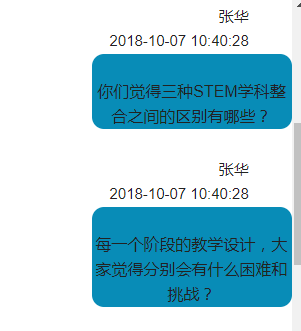 张华
2018-10-07 10:40:28
你们觉得三种STEM学科整
合之间的区别有哪些？
张华
2018-10-07 10:40:28
每一个阶段的教学设计，大
家觉得分别会有什么困难和
挑战？